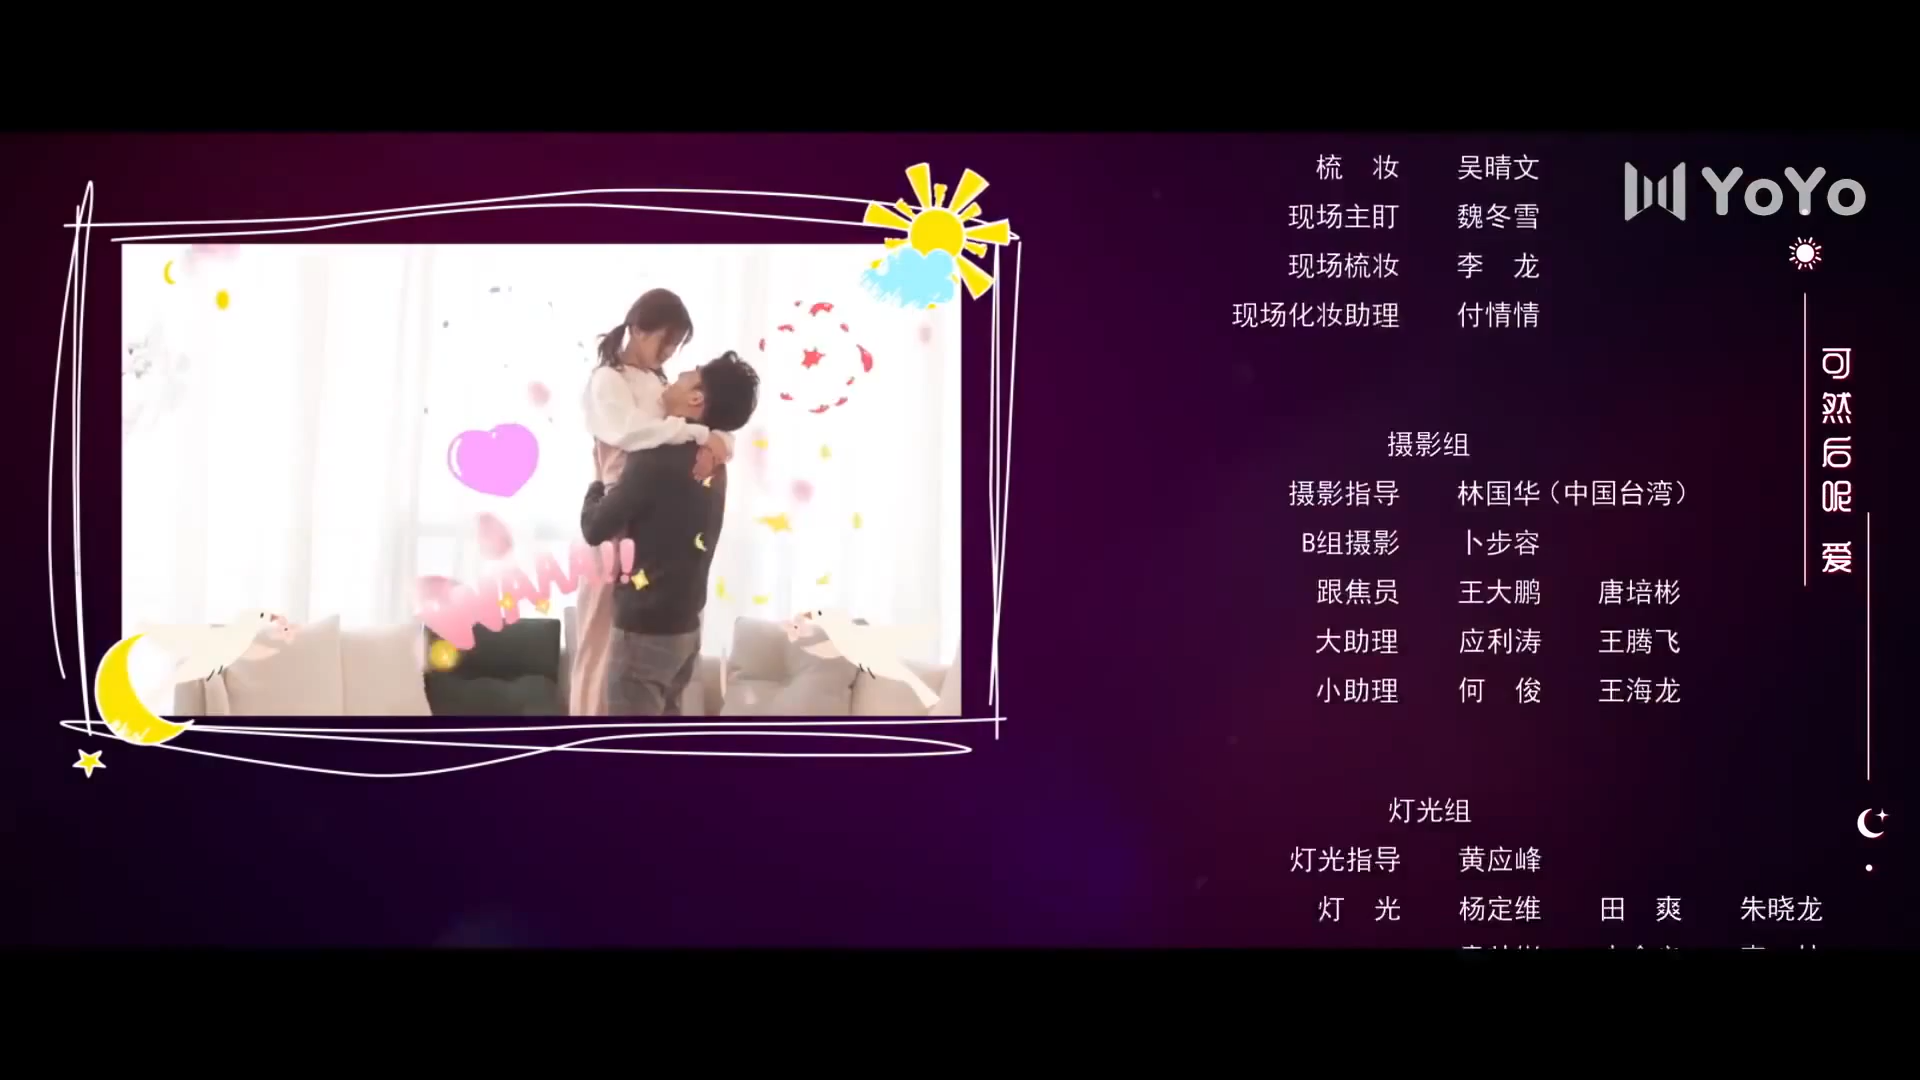 梳 妆 吴晴文
现场主盯 魏冬雪
现场梳妆 李 龙
现场化妆助理 付情情
摄影组
摄影指导 林国华（中国台湾）
B组摄影 卜步容
跟焦员 王大鹏 唐培彬
大助理 应利涛 王腾飞
小助理 何 俊 王海龙
灯光组
灯光指导 黄应峰
灯 光 杨定维 田 爽 朱晓龙
YoYo
可然后呢 爱
WAM!!